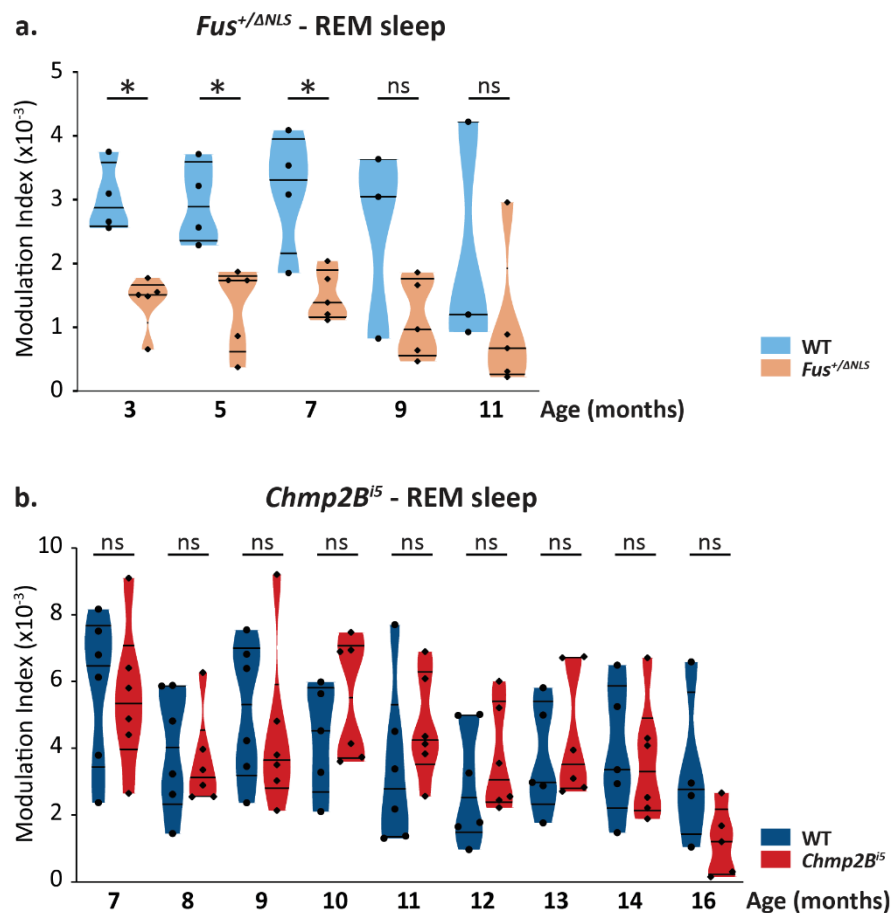 a. Fus+/ΔNLS - REM sleep
Modulation Index (x10-3)
5
4
3
2
1
0
* * * ns ns
3 5 7 9 11 Age (months)
WT
Fus+/ΔNLS
b. Chmp2Bi5 - REM sleep
Modulation Index (x10-3)
10
8
6
4
2
0
ns ns ns ns ns ns ns ns ns
7 8 9 10 11 12 13 14 16 Age (months)
WT
Chmp2Bi5